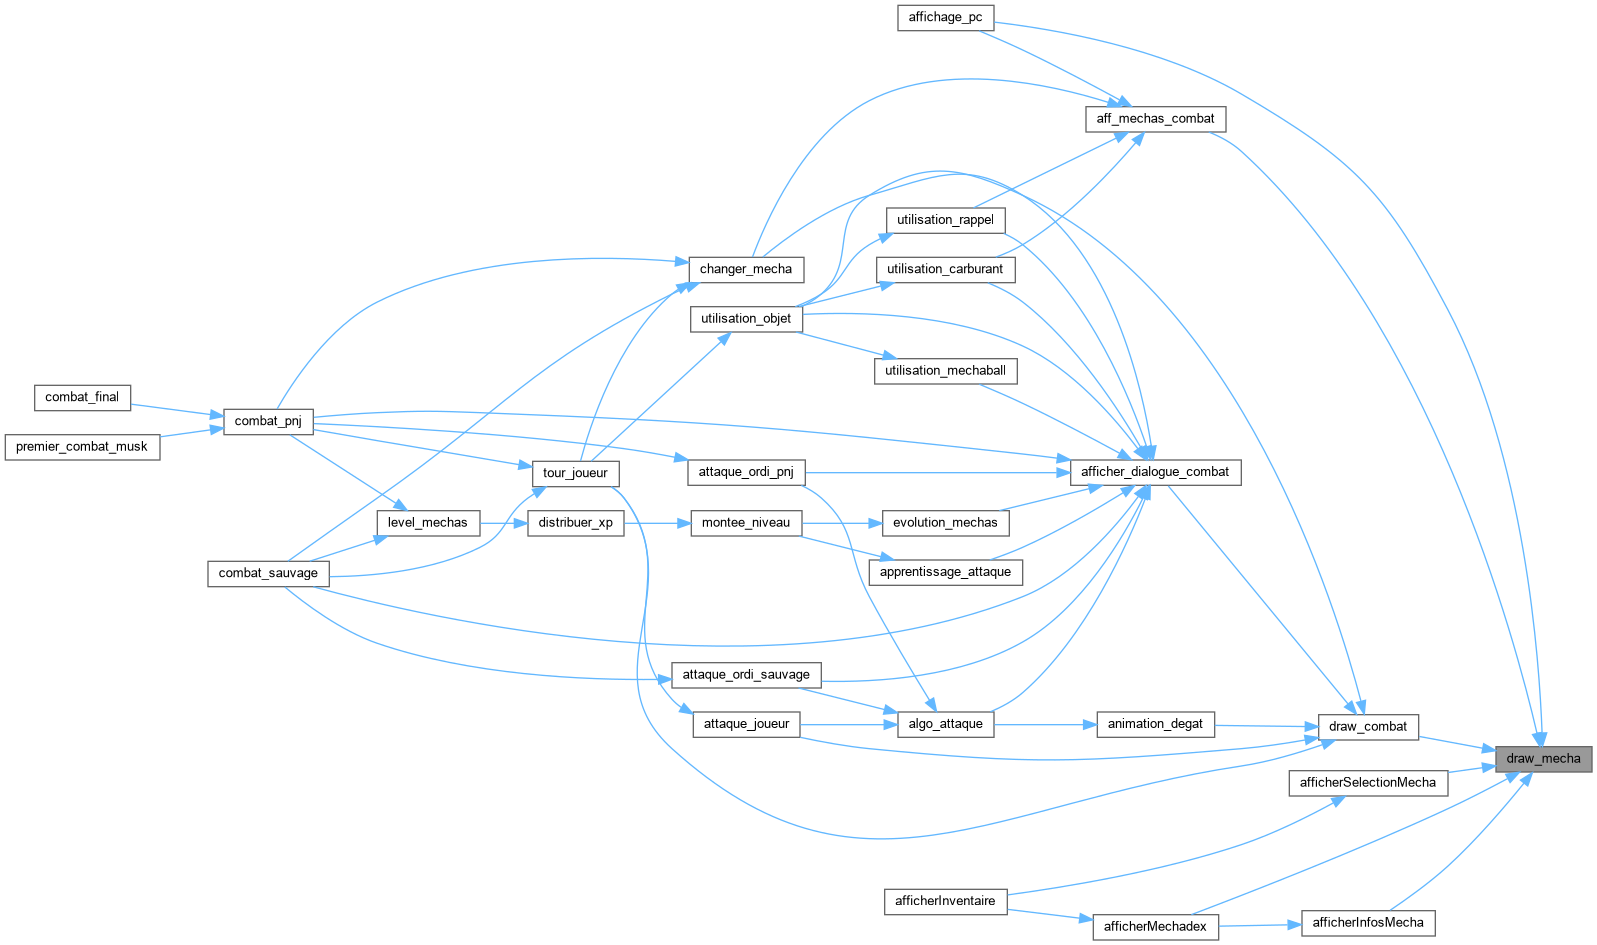 affichage_pc
aff_mechas_combat
utilisation_rappel
changer_mecha
utilisation_carburant
utilisation_objet
utilisation_mechaball
combat_final
combat_pnj
premier_combat_musk
tour_joueur
attaque_ordi_pnj
afficher_dialogue_combat
level_mechas
distribuer_xp
montee_niveau
evolution_mechas
combat_sauvage
apprentissage_attaque
attaque_ordi_sauvage
attaque_joueur
algo_attaque
animation_degat
draw_combat
draw_mecha
afficherSelectionMecha
afficherInventaire
afficherMechadex
afficherInfosMecha